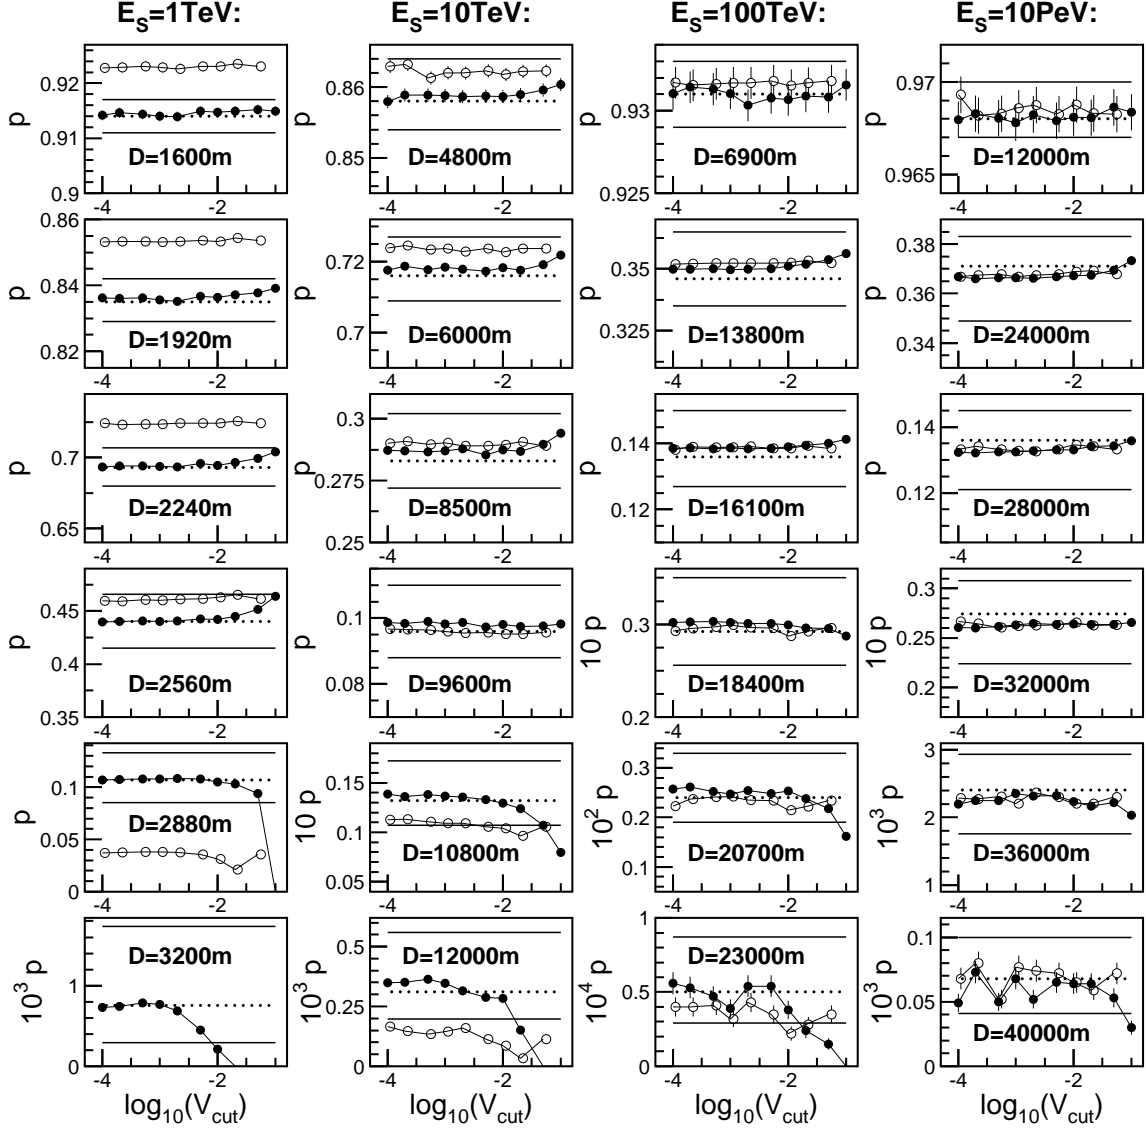 E_S=1TeV: E_S=10TeV: E_S=100TeV: E_S=10PeV:
p 0.92 0.91 0.9 D=1600m -4 -2
p 0.86 0.85 D=4800m -4 -2
p 0.931 0.929 0.925 D=6900m -4 -2
p 0.97 0.965 D=12000m -4 -2
p 0.86 0.84 0.82 D=1920m -4 -2
p 0.72 0.7 D=6000m -4 -2
p 0.35 0.325 D=13800m -4 -2
p 0.38 0.36 0.34 D=24000m -4 -2
p 0.7 0.65 D=2240m -4 -2
p 0.3 0.275 0.25 D=8500m -4 -2
p 0.14 0.12 D=16100m -4 -2
p 0.14 0.12 D=28000m -4 -2
p 0.45 0.4 0.35 D=2560m -4 -2
p 0.1 0.08 D=9600m -4 -2
10 p 0.3 0.2 D=18400m -4 -2
10 p 0.3 0.25 0.2 D=32000m -4 -2
p 0.1 0.05 0 D=2880m -4 -2
10 p 0.15 0.1 0.05 D=10800m -4 -2
10² p 0.3 0.2 0.1 D=20700m -4 -2
10³ p 3 2 1 D=36000m -4 -2
10³ p 1 0 D=3200m -4 -2
10³ p 0.5 0.25 0 D=12000m -4 -2
10⁴ p 1 0.5 0 D=23000m -4 -2
10³ p 0.1 0.05 0 D=40000m -4 -2
log₁₀(V_cut) log₁₀(V_cut) log₁₀(V_cut) log₁₀(V_cut)